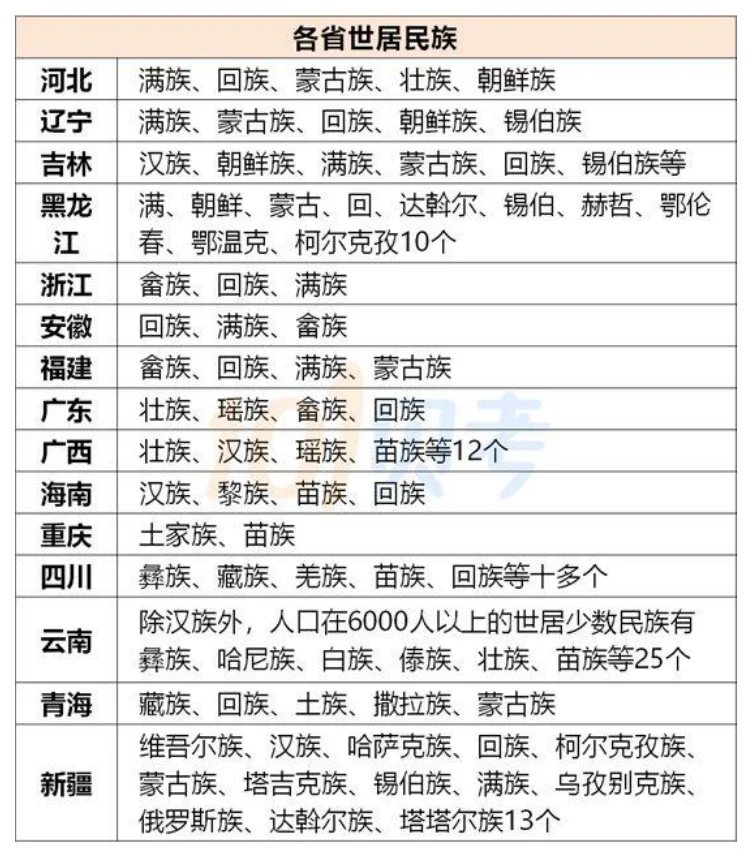 各省世居民族
河北 满族、回族、蒙古族、壮族、朝鲜族
辽宁 满族、蒙古族、回族、朝鲜族、锡伯族
吉林 汉族、朝鲜族、满族、蒙古族、回族、锡伯族等
黑龙 满、朝鲜、蒙古、回、达斡尔、锡伯、赫哲、鄂伦
江 春、鄂温克、柯尔克孜10个
浙江 畲族、回族、满族
安徽 回族、满族、畲族
福建 畲族、回族、满族、蒙古族
广东 壮族、瑶族、畲族、回族
广西 壮族、汉族、瑶族、苗族等12个
海南 汉族、黎族、苗族、回族
重庆 土家族、苗族
四川 彝族、藏族、羌族、苗族、回族等十多个
云南 除汉族外，人口在6000人以上的世居少数民族有
彝族、哈尼族、白族、傣族、壮族、苗族等25个
青海 藏族、回族、土族、撒拉族、蒙古族
新疆 维吾尔族、汉族、哈萨克族、回族、柯尔克孜族、
蒙古族、塔吉克族、锡伯族、满族、乌孜别克族、
俄罗斯族、达斡尔族、塔塔尔族13个
101贝考